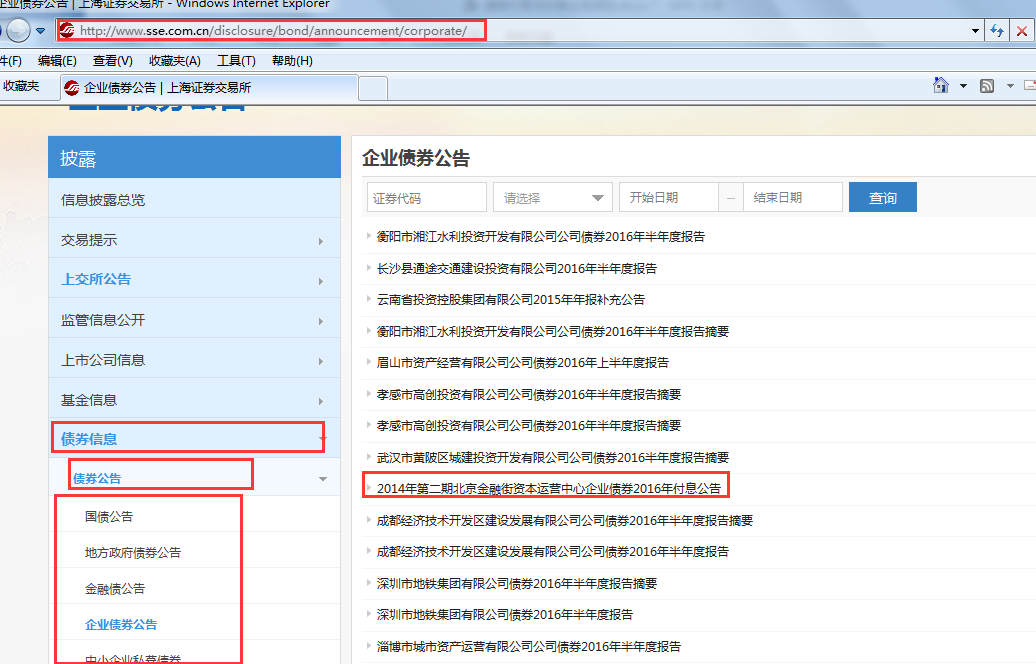 企业债券公告 | 上海证券交易所 - Windows Internet Explorer
http://www.sse.com.cn/disclosure/bond/announcement/corporate/
件(F) 编辑(E) 查看(V) 收藏夹(A) 工具(T) 帮助(H)
收藏夹 企业债券公告 | 上海证券交易所
企业债券公告
披露
信息披露总览
交易提示
上交所公告
监管信息公开
上市公司信息
基金信息
债券信息
债券公告
国债公告
地方政府债券公告
金融债公告
企业债券公告
中小企业私募债券
企业债券公告
证券代码 请选择 开始日期 – 结束日期 查询
衡阳市湘江水利投资开发有限公司公司债券2016年半年度报告
长沙县通途交通建设投资有限公司2016年半年度报告
云南省投资控股集团有限公司2015年年报补充公告
衡阳市湘江水利投资开发有限公司公司债券2016年半年度报告摘要
眉山市资产经营有限公司公司债券2016年上半年度报告
孝感市高创投资有限公司公司债券2016年半年度报告摘要
孝感市高创投资有限公司公司债券2016年半年度报告摘要
武汉市黄陂区城建投资开发有限公司公司债券2016年半年度报告摘要
2014年第二期北京金融街资本运营中心企业债券2016年付息公告
成都经济技术开发区建设发展有限公司公司债券2016年半年度报告摘要
成都经济技术开发区建设发展有限公司公司债券2016年半年度报告
深圳市地铁集团有限公司债券2016年半年度报告摘要
深圳市地铁集团有限公司债券2016年半年度报告
淄博市城市资产运营有限公司公司债券2016年半年度报告